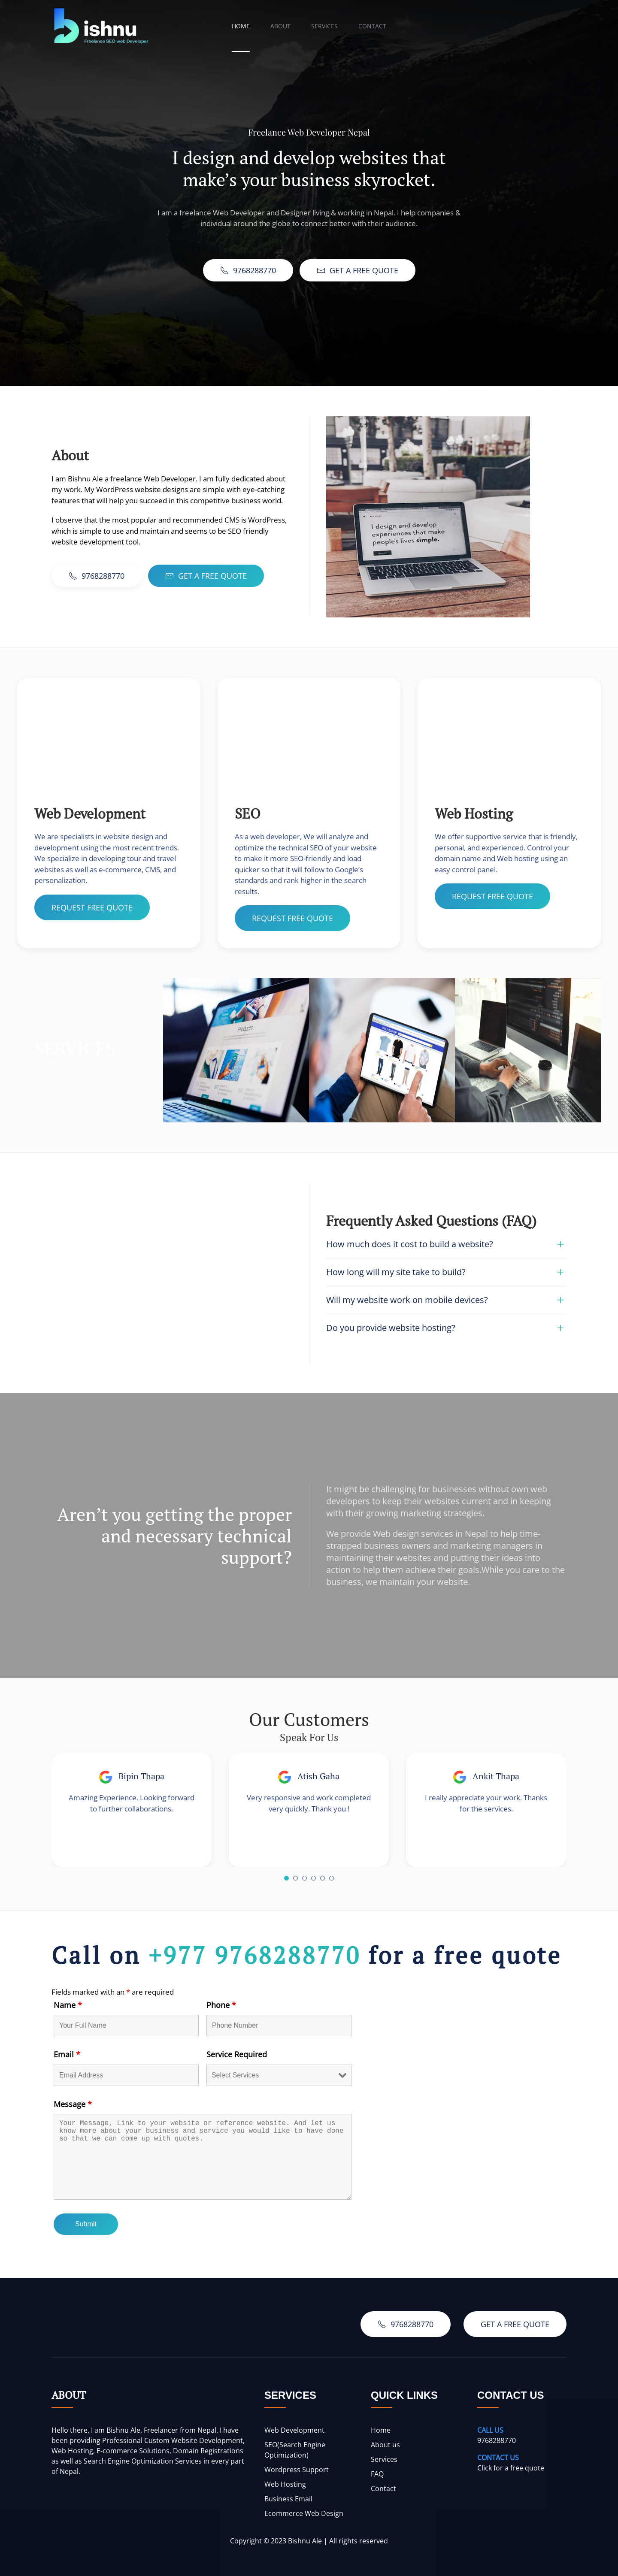 ishnu
Freelance SEO web Developer
HOME
ABOUT
SERVICES
CONTACT
Freelance Web Developer Nepal
I design and develop websites that
make’s your business skyrocket.
I am a freelance Web Developer and Designer living & working in Nepal. I help companies &
individual around the globe to connect better with their audience.
9768288770
GET A FREE QUOTE
About
I am Bishnu Ale a freelance Web Developer. I am fully dedicated about
my work. My WordPress website designs are simple with eye-catching
features that will help you succeed in this competitive business world.
I observe that the most popular and recommended CMS is WordPress,
which is simple to use and maintain and seems to be SEO friendly
website development tool.
9768288770
GET A FREE QUOTE
I design and develop
experiences that make
people's lives simple.
Web Development
We are specialists in website design and
development using the most recent trends.
We specialize in developing tour and travel
websites as well as e-commerce, CMS, and
personalization.
REQUEST FREE QUOTE
SEO
As a web developer, We will analyze and
optimize the technical SEO of your website
to make it more SEO-friendly and load
quicker so that it will follow to Google’s
standards and rank higher in the search
results.
REQUEST FREE QUOTE
Web Hosting
We offer supportive service that is friendly,
personal, and experienced. Control your
domain name and Web hosting using an
easy control panel.
REQUEST FREE QUOTE
Frequently Asked Questions (FAQ)
How much does it cost to build a website?
How long will my site take to build?
Will my website work on mobile devices?
Do you provide website hosting?
Aren’t you getting the proper
and necessary technical
support?
It might be challenging for businesses without own web
developers to keep their websites current and in keeping
with their growing marketing strategies.
We provide Web design services in Nepal to help time-
strapped business owners and marketing managers in
maintaining their websites and putting their ideas into
action to help them achieve their goals.While you care to the
business, we maintain your website.
Our Customers
Speak For Us
Bipin Thapa
Amazing Experience. Looking forward
to further collaborations.
Atish Gaha
Very responsive and work completed
very quickly. Thank you !
Ankit Thapa
I really appreciate your work. Thanks
for the services.
Call on +977 9768288770 for a free quote
Fields marked with an * are required
Name *
Phone *
Your Full Name
Phone Number
Email *
Service Required
Email Address
Select Services
Message *
Your Message, Link to your website or reference website. And let us
know more about your business and service you would like to have done
so that we can come up with quotes.
Submit
9768288770
GET A FREE QUOTE
ABOUT
Hello there, I am Bishnu Ale, Freelancer from Nepal. I have
been providing Professional Custom Website Development,
Web Hosting, E-commerce Solutions, Domain Registrations
as well as Search Engine Optimization Services in every part
of Nepal.
SERVICES
Web Development
SEO(Search Engine
Optimization)
Wordpress Support
Web Hosting
Business Email
Ecommerce Web Design
QUICK LINKS
Home
About us
Services
FAQ
Contact
CONTACT US
CALL US
9768288770
CONTACT US
Click for a free quote
Copyright © 2023 Bishnu Ale | All rights reserved